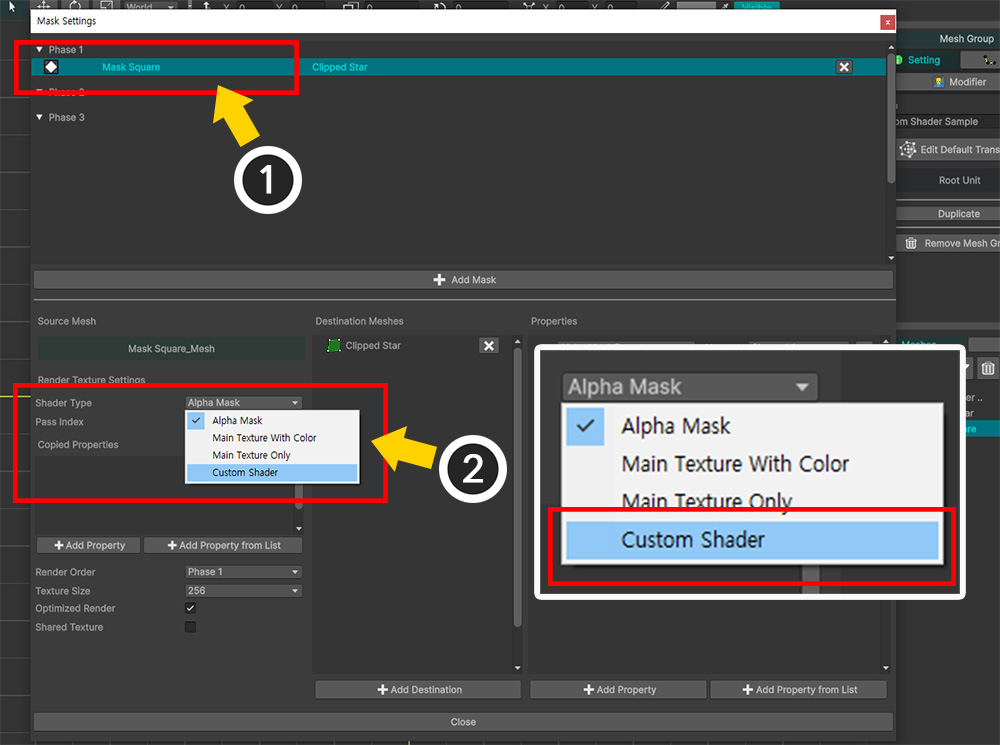 World
X 0
Y 0
0
0
X 0
Y 0
Visible
Mask Settings
x
Phase 1
Mask Square
Clipped Star
Phase 3
1
Add Mask
Source Mesh
Mask Square_Mesh
Render Texture Settings
Shader Type
Alpha Mask
Alpha Mask
Main Texture With Color
Main Texture Only
Custom Shader
Pass Index
Copied Properties
2
Add Property
Add Property from List
Render Order
Phase 1
Texture Size
256
Optimized Render
Shared Texture
Destination Meshes
Clipped Star
Add Destination
Properties
Alpha Mask
Alpha Mask
Main Texture With Color
Main Texture Only
Custom Shader
Add Property
Add Property from List
Close
Mesh Group
Setting
Modifier
om Shader Sample
Edit Default Trans
Root Unit
Duplicate
Remove Mesh Gr
Meshes
er ..
ar
are